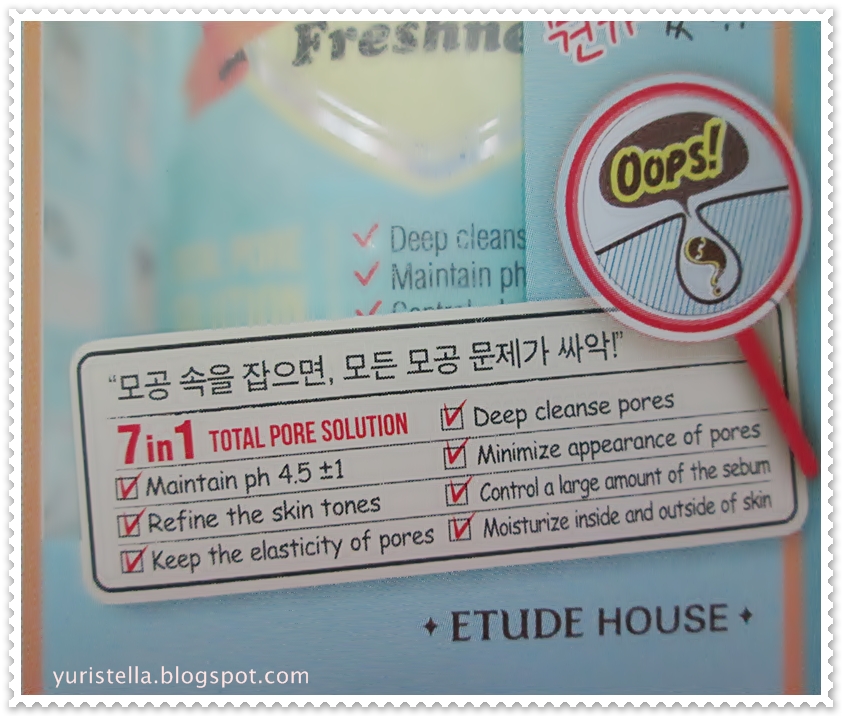 Freshne
원키
OOPS!
Deep cleans
Maintain ph
"모공 속을 잡으면, 모든 모공 문제가 싸악!"
7in1 TOTAL PORE SOLUTION
Maintain ph 4.5 ±1
Refine the skin tones
Keep the elasticity of pores
Deep cleanse pores
Minimize appearance of pores
Control a large amount of the sebum
Moisturize inside and outside of skin
ETUDE HOUSE
yuristella.blogspot.com